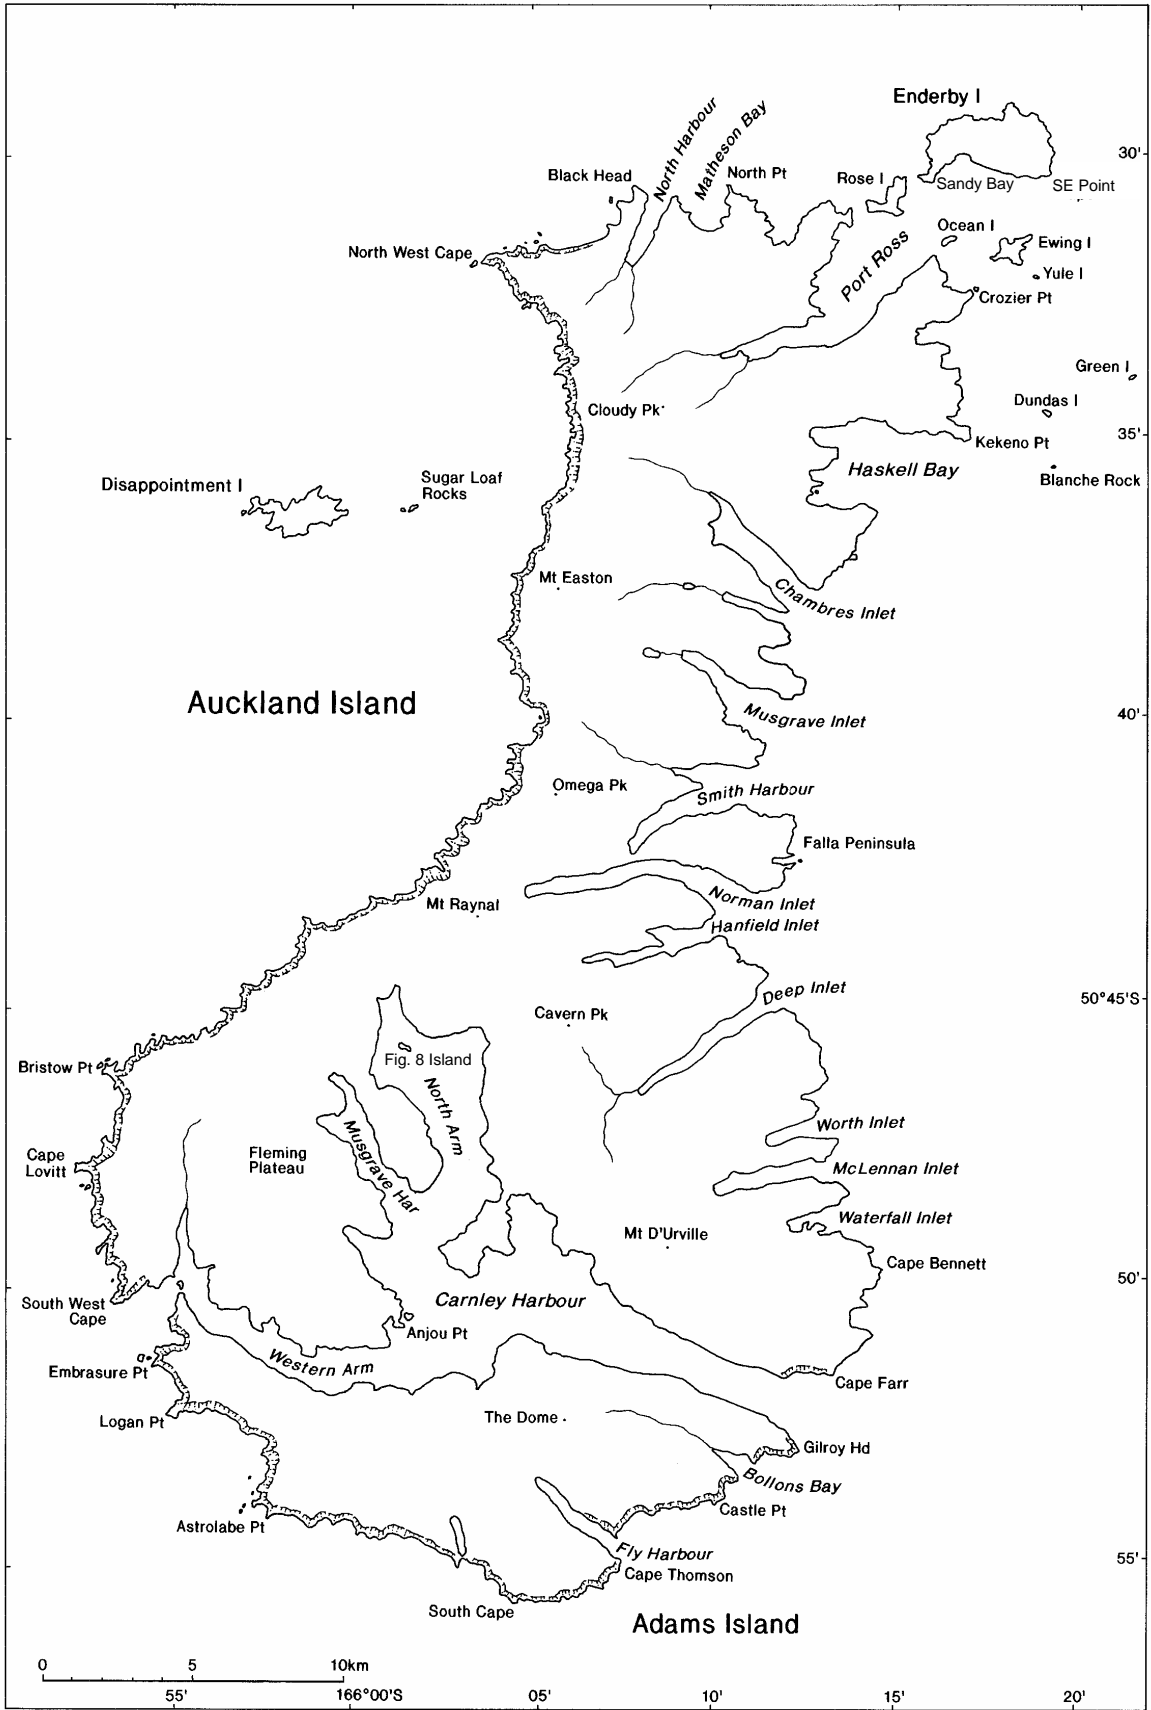 Enderby I
North Harbour
Matheson Bay
30'
Black Head
North Pt
Rose I
Sandy Bay
SE Point
Ocean I
Ewing I
North West Cape
Port Ross
Yule I
Crozier Pt
Green I
Cloudy Pk
Dundas I
35'
Kekeno Pt
Haskell Bay
Blanche Rock
Disappointment I
Sugar Loaf
Rocks
Mt Easton
Chambres Inlet
Auckland Island
Musgrave Inlet
40'
Omega Pk
Smith Harbour
Falla Peninsula
Mt Raynal
Norman Inlet
Hanfield Inlet
Deep Inlet
50°45'S
Cavern Pk
Bristow Pt
Fig. 8 Island
North Arm
Worth Inlet
Musgrave Har
Fleming
Plateau
Cape
Lovitt
McLennan Inlet
Waterfall Inlet
Mt D'Urville
Cape Bennett
50'
South West
Cape
Carnley Harbour
Anjou Pt
Western Arm
Embrasure Pt
Cape Farr
Logan Pt
The Dome
Gilroy Hd
Bollons Bay
Castle Pt
Astrolabe Pt
Fly Harbour
55'
Cape Thomson
South Cape
Adams Island
0 5 10km
55' 166°00'S 05' 10' 15' 20'